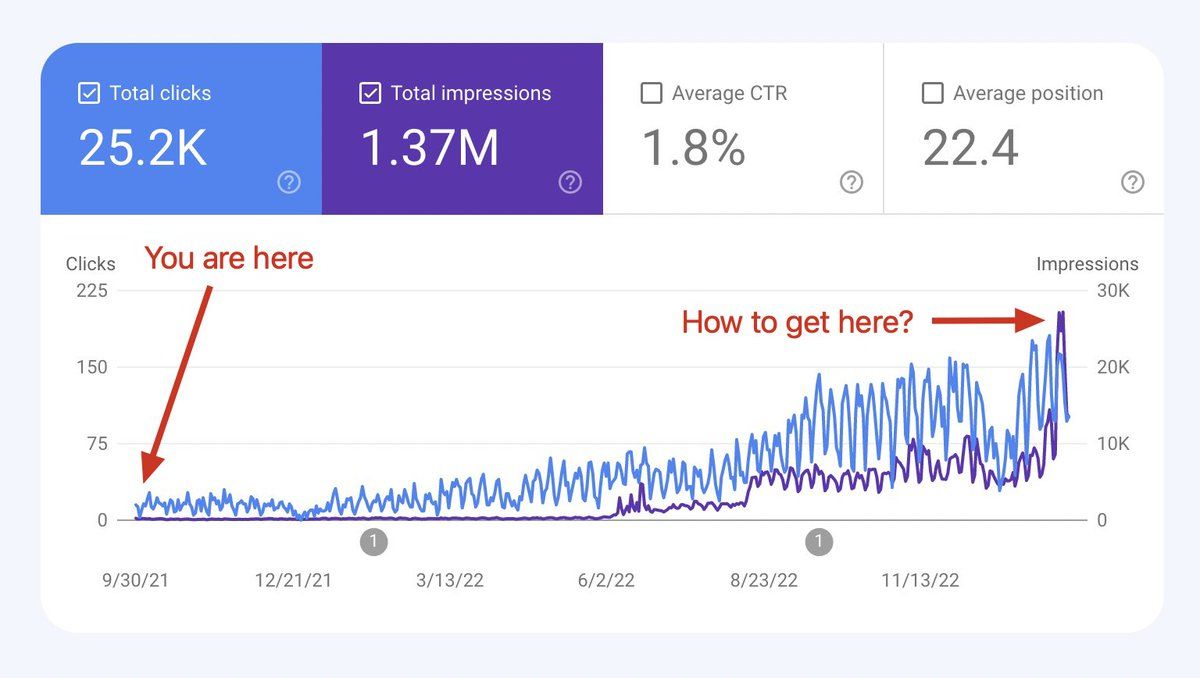 Total clicks
25.2K
Total impressions
1.37M
Average CTR
1.8%
Average position
22.4
Clicks
You are here
Impressions
225
30K
How to get here?
150
20K
75
10K
0
0
1
1
9/30/21
12/21/21
3/13/22
6/2/22
8/23/22
11/13/22